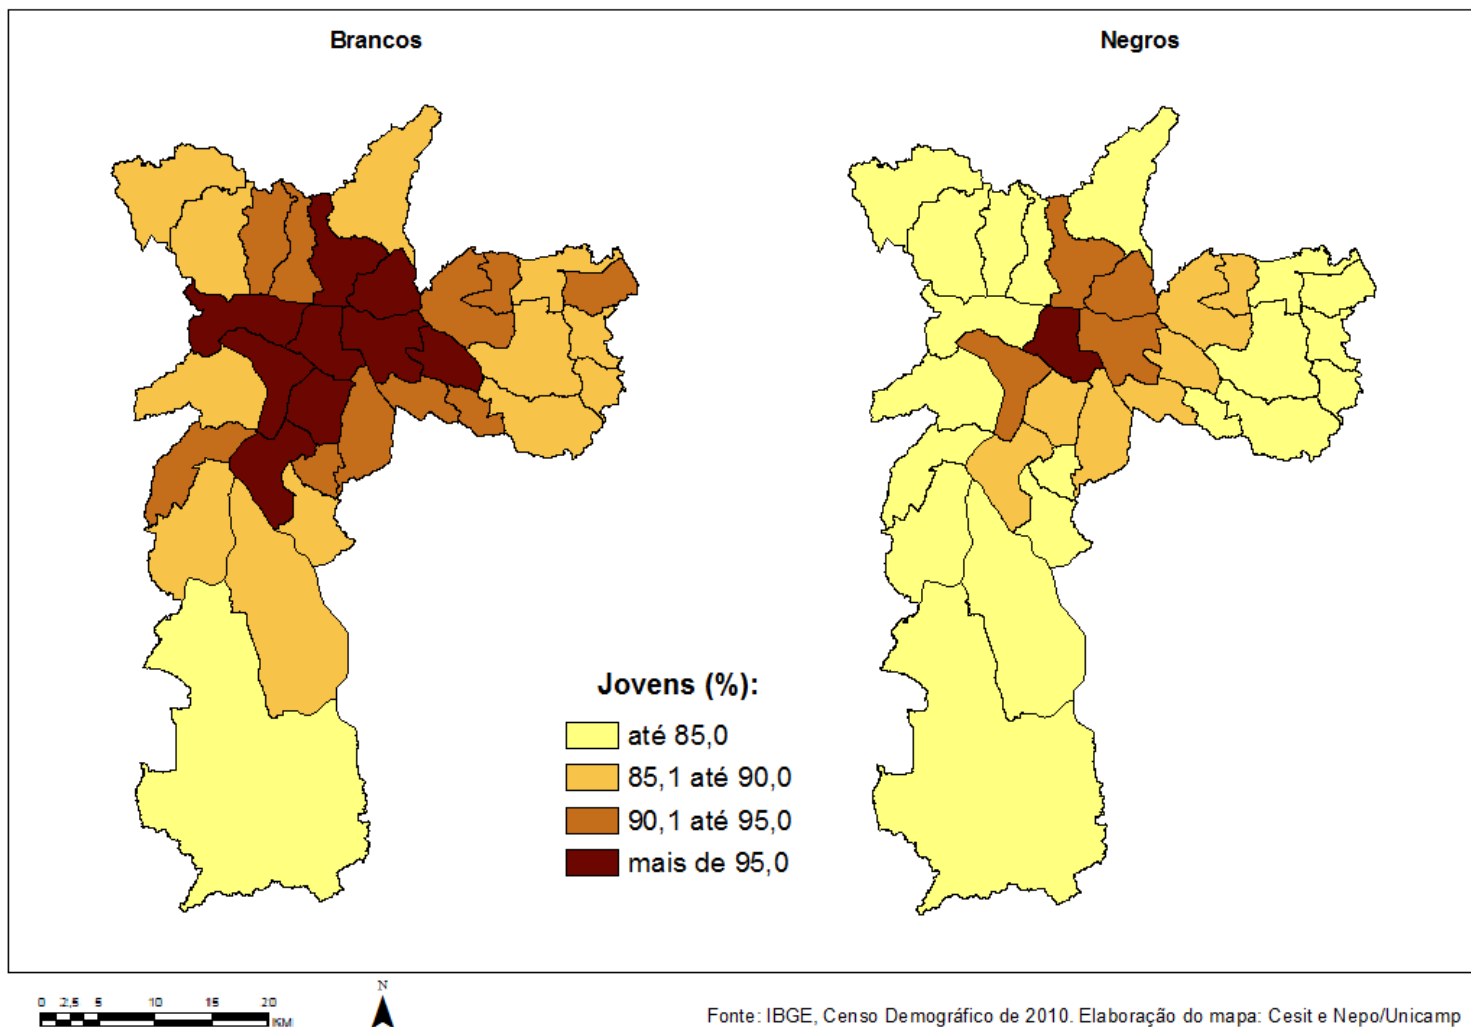 Brancos
Negros
Jovens (%):
até 85,0
85,1 até 90,0
90,1 até 95,0
mais de 95,0
0 2,5 5 10 15 20
KM
N
Fonte: IBGE, Censo Demográfico de 2010. Elaboração do mapa: Cesit e Nepo/Unicamp